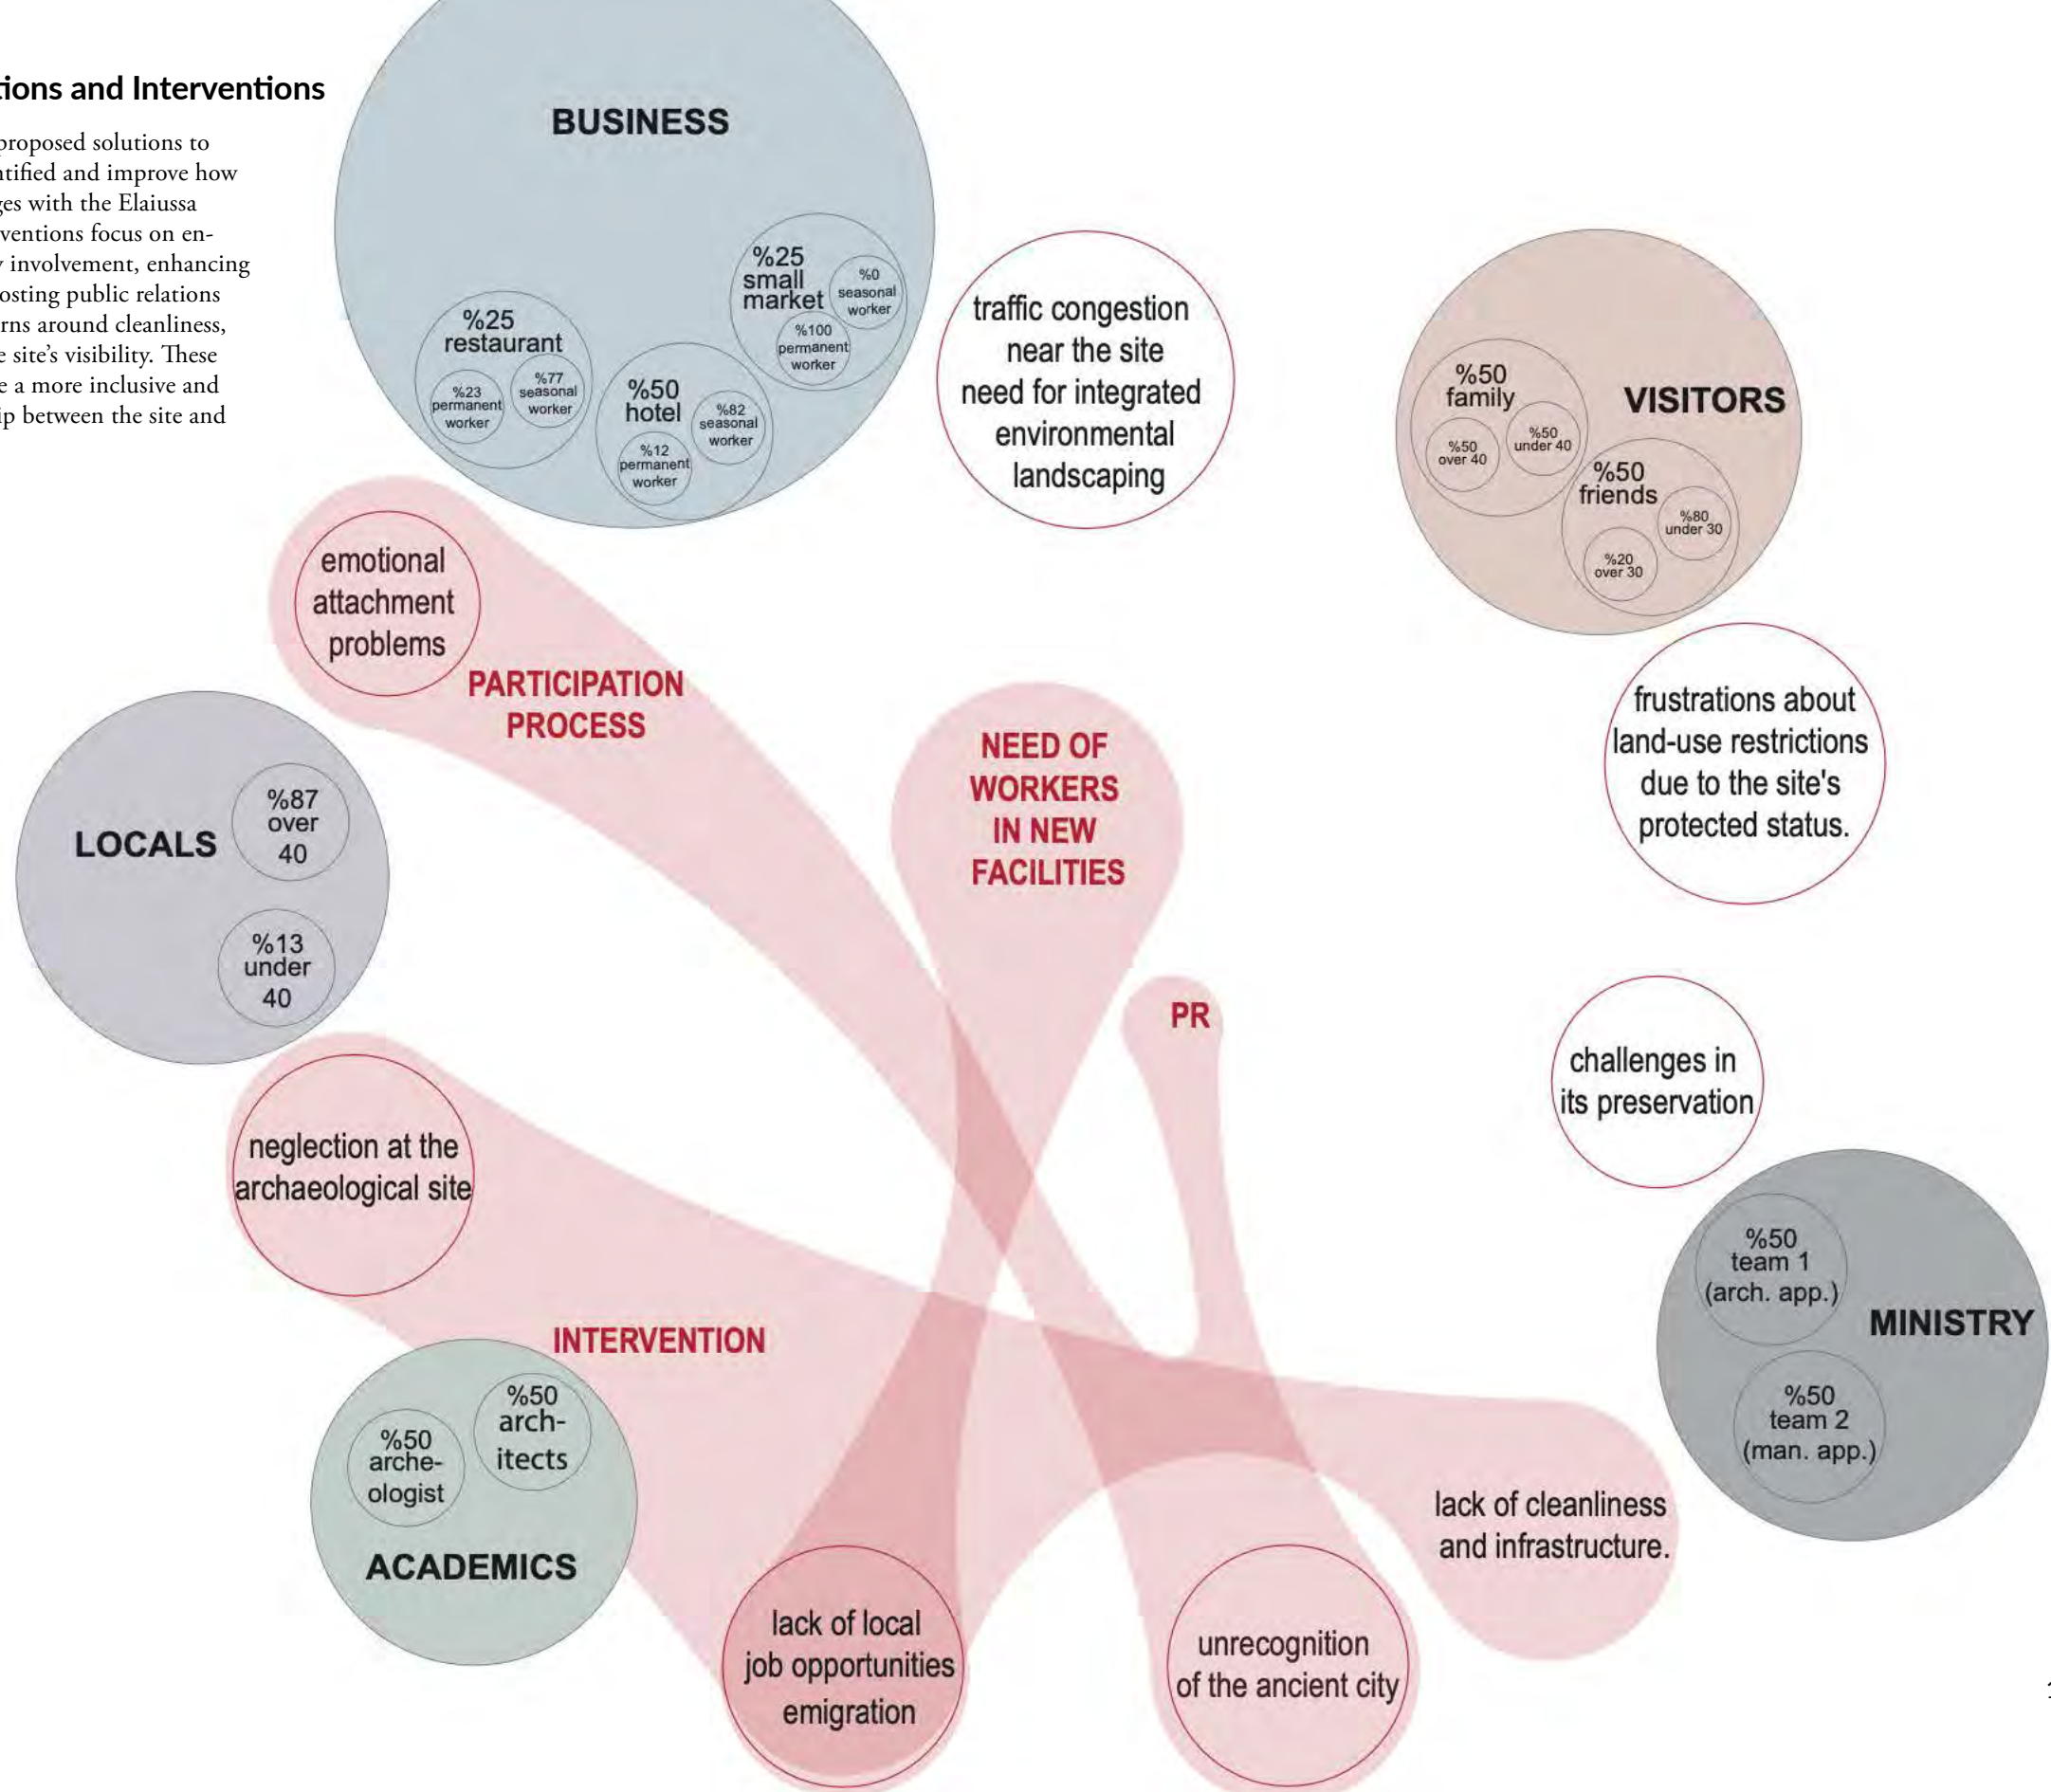 tions and Interventions
proposed solutions to
ntified and improve how
ges with the Elaiussa
ventions focus on en-
y involvement, enhancing
osting public relations
rns around cleanliness,
e site's visibility. These
e a more inclusive and
ip between the site and
BUSINESS
%25
small
market
%0
seasonal
worker
%100
permanent
worker
%25
restaurant
%23
permanent
worker
%77
seasonal
worker
%50
hotel
%82
seasonal
worker
%12
permanent
worker
traffic congestion
near the site
need for integrated
environmental
landscaping
VISITORS
%50
family
%50
over 40
%50
under 40
%50
friends
%80
under 30
%20
over 30
emotional
attachment
problems
PARTICIPATION
PROCESS
NEED OF
WORKERS
IN NEW
FACILITIES
frustrations about
land-use restrictions
due to the site's
protected status.
LOCALS
%87
over
40
%13
under
40
PR
challenges in
its preservation
neglection at the
archaeological site
INTERVENTION
MINISTRY
%50
team 1
(arch. app.)
%50
team 2
(man. app.)
%50
arche-
ologist
%50
arch-
itects
ACADEMICS
lack of cleanliness
and infrastructure.
lack of local
job opportunities
emigration
unrecognition
of the ancient city